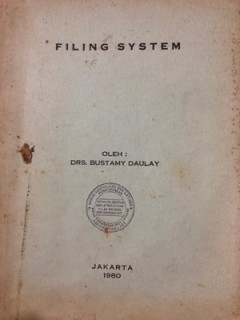 FILING SYSTEM
OLEH :
DRS. BUSTAMY DAULAY
JAKARTA
1980